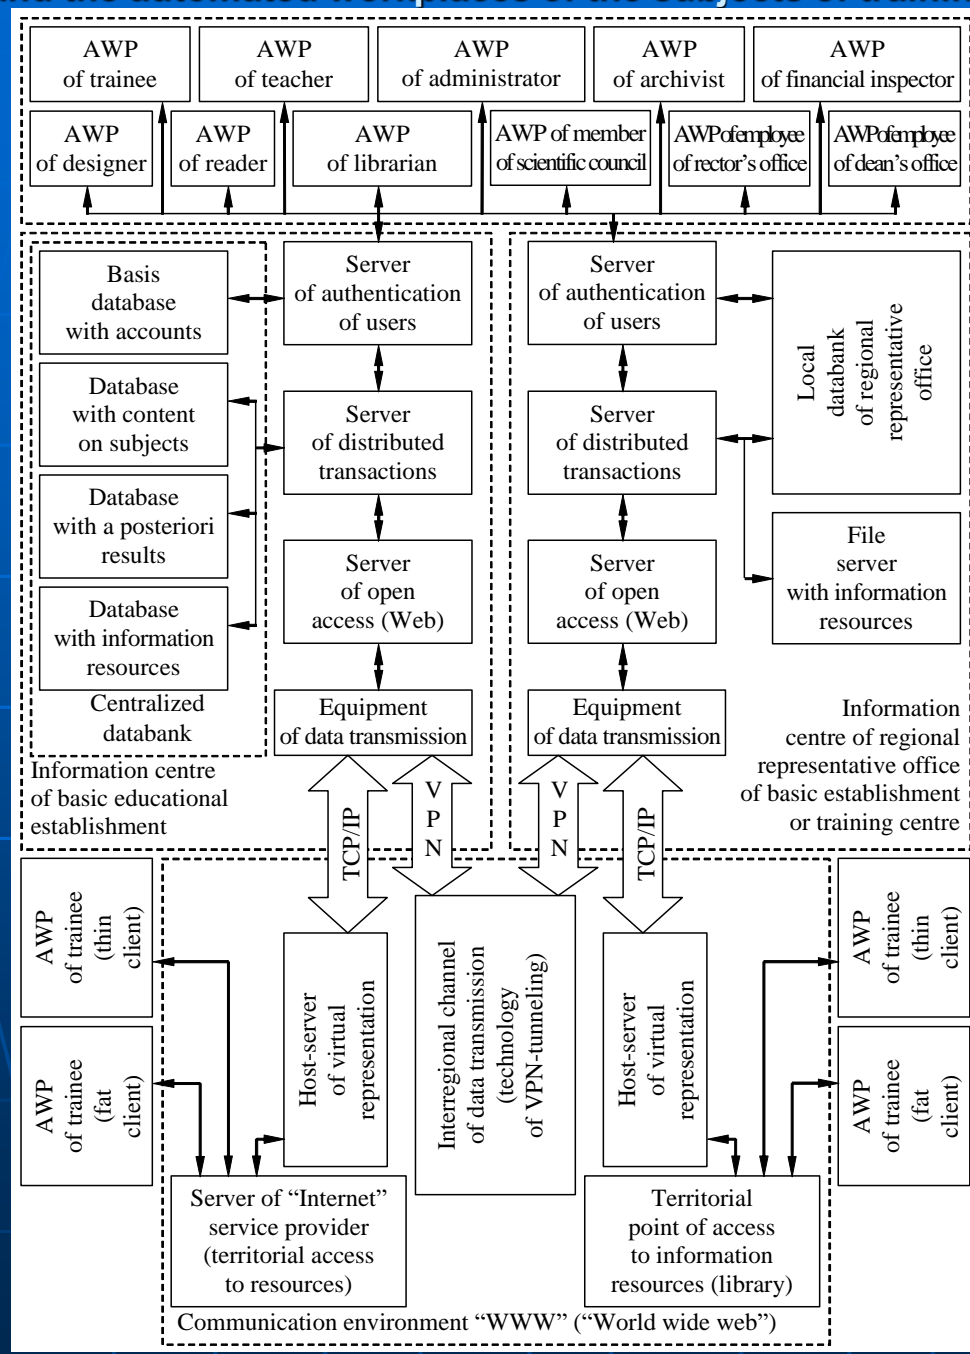 and the automated workplaces of the subjects of
AWP
of trainee
AWP
of teacher
AWP
of administrator
AWP
of archivist
AWP
of financial inspector
AWP
of designer
AWP
of reader
AWP
of librarian
AWP of member
of scientific council
AWP of employee
of rector's office
AWP of employee
of dean's office
Basis
database
with accounts
Database
with content
on subjects
Database
with a posteriori
results
Database
with information
resources
Centralized
databank
Server
of authentication
of users
Server
of distributed
transactions
Server
of open
access (Web)
Equipment
of data transmission
Information centre
of basic educational
establishment
Server
of authentication
of users
Server
of distributed
transactions
Server
of open
access (Web)
Equipment
of data transmission
Local
databank
of regional
representative
office
File
server
with information
resources
Information
centre of regional
representative office
of basic establishment
or training centre
TCP/IP
VPN
VPN
TCP/IP
AWP
of trainee
(thin
client)
AWP
of trainee
(fat
client)
Host-server
of virtual
representation
Interregional channel
of data transmission
(technology
of VPN-tunneling)
Host-server
of virtual
representation
AWP
of trainee
(thin
client)
AWP
of trainee
(fat
client)
Server of “Internet”
service provider
(territorial access
to resources)
Territorial
point of access
to information
resources (library)
Communication environment “WWW” (“World wide web”)